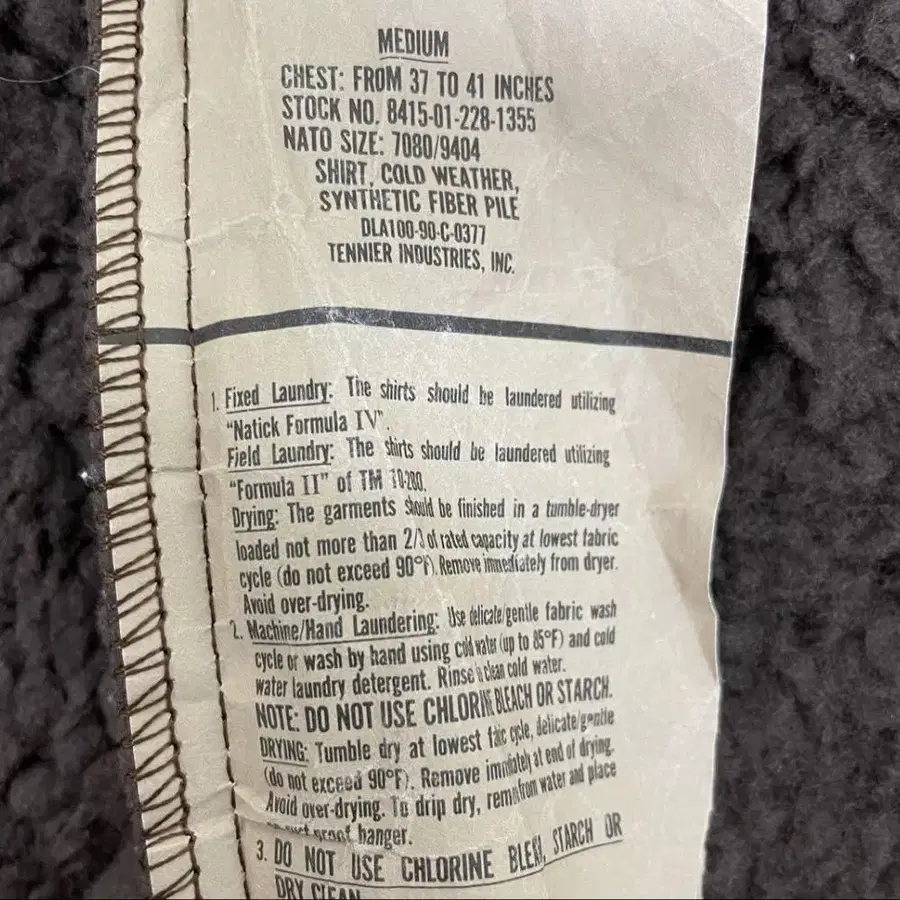 MEDIUM
CHEST: FROM 37 TO 41 INCHES
STOCK NO. 8415-01-228-1355
NATO SIZE: 7080/9404
SHIRT, COLD WEATHER,
SYNTHETIC FIBER PILE
DLA100-90-C-0377
TENNIER INDUSTRIES, INC.
1. Fixed Laundry: The shirts should be laundered utilizing
"Natick Formula IV".
Field Laundry: The shirts should be laundered utilizing
"Formula II" of TM 10-280.
Drying: The garments should be finished in a tumble-dryer
loaded not more than 2/3 of rated capacity at lowest fabric
cycle (do not exceed 90°F). Remove immediately from dryer.
Avoid over-drying.
2. Machine/Hand Laundering: Use delicate/gentle fabric wash
cycle or wash by hand using cold water (up to 85°F) and cold
water laundry detergent. Rinse in clean cold water.
NOTE: DO NOT USE CHLORINE BLEACH OR STARCH.
DRYING: Tumble dry at lowest fabric cycle, delicate/gentle
(do not exceed 90°F). Remove immediately at end of drying.
Avoid over-drying. To drip dry, remove from water and place
proof hanger.
3. DO NOT USE CHLORINE BLEACH, STARCH OR
DRY CLEAN